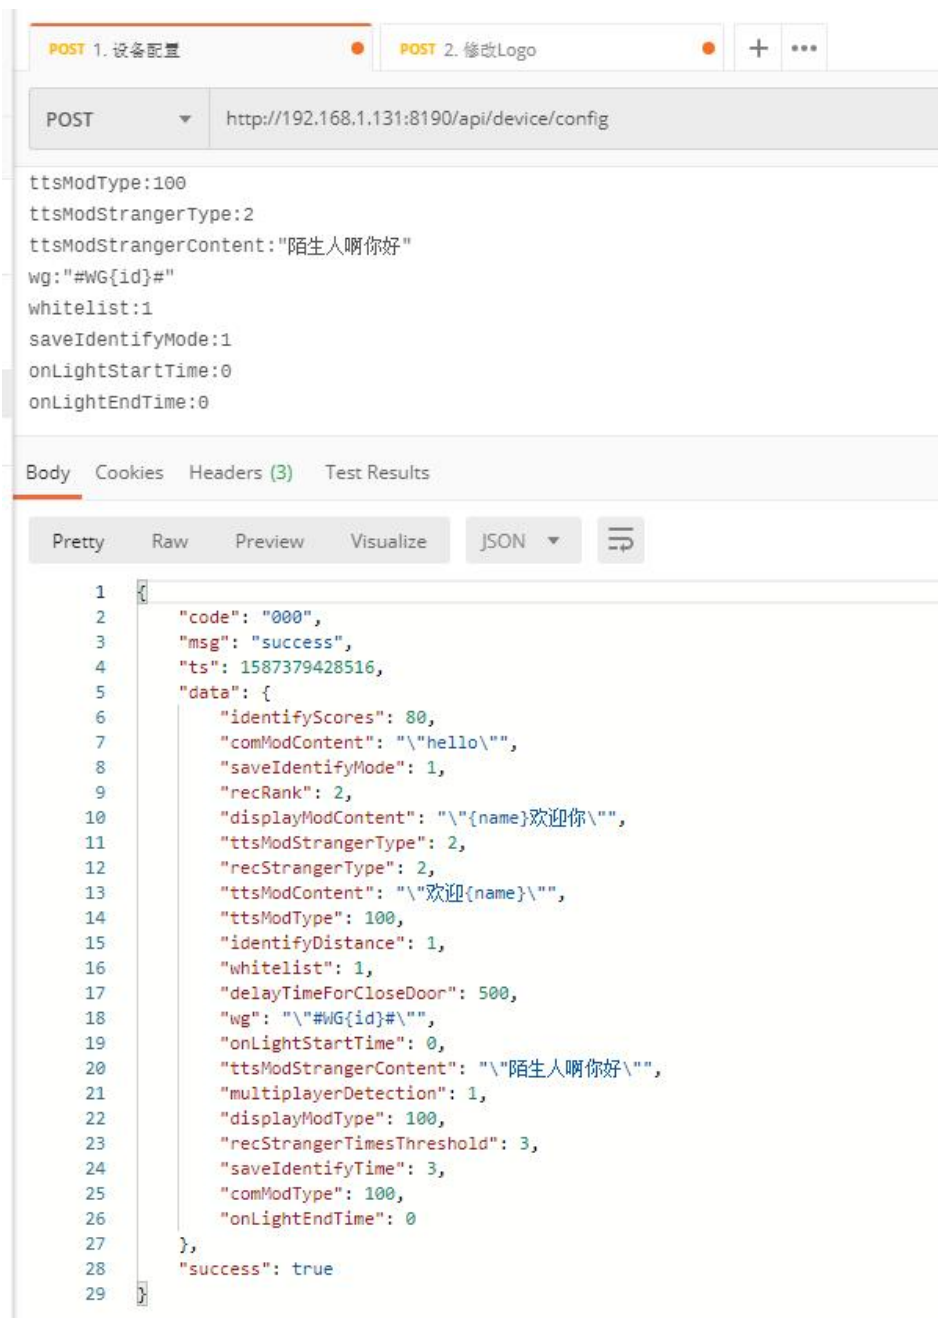 POST 1. 设备配置 POST 2. 修改Logo + •••
POST http://192.168.1.131:8190/api/device/config
ttsModType:100
ttsModStrangerType:2
ttsModStrangerContent:"陌生人啊你好"
wg:"#WG{id}#"
whitelist:1
saveIdentifyMode:1
onLightStartTime:0
onLightEndTime:0
Body Cookies Headers (3) Test Results
Pretty Raw Preview Visualize JSON
1 {
2 "code": "000",
3 "msg": "success",
4 "ts": 1587379428516,
5 "data": {
6 "identifyScores": 80,
7 "comModContent": "\"hello\"",
8 "saveIdentifyMode": 1,
9 "recRank": 2,
10 "displayModContent": "\"{name}欢迎你\"",
11 "ttsModStrangerType": 2,
12 "recStrangerType": 2,
13 "ttsModContent": "\"欢迎{name}\"",
14 "ttsModType": 100,
15 "identifyDistance": 1,
16 "whitelist": 1,
17 "delayTimeForCloseDoor": 500,
18 "wg": "\"#WG{id}#\"",
19 "onLightStartTime": 0,
20 "ttsModStrangerContent": "\"陌生人啊你好\"",
21 "multiplayerDetection": 1,
22 "displayModType": 100,
23 "recStrangerTimesThreshold": 3,
24 "saveIdentifyTime": 3,
25 "comModType": 100,
26 "onLightEndTime": 0
27 },
28 "success": true
29 }